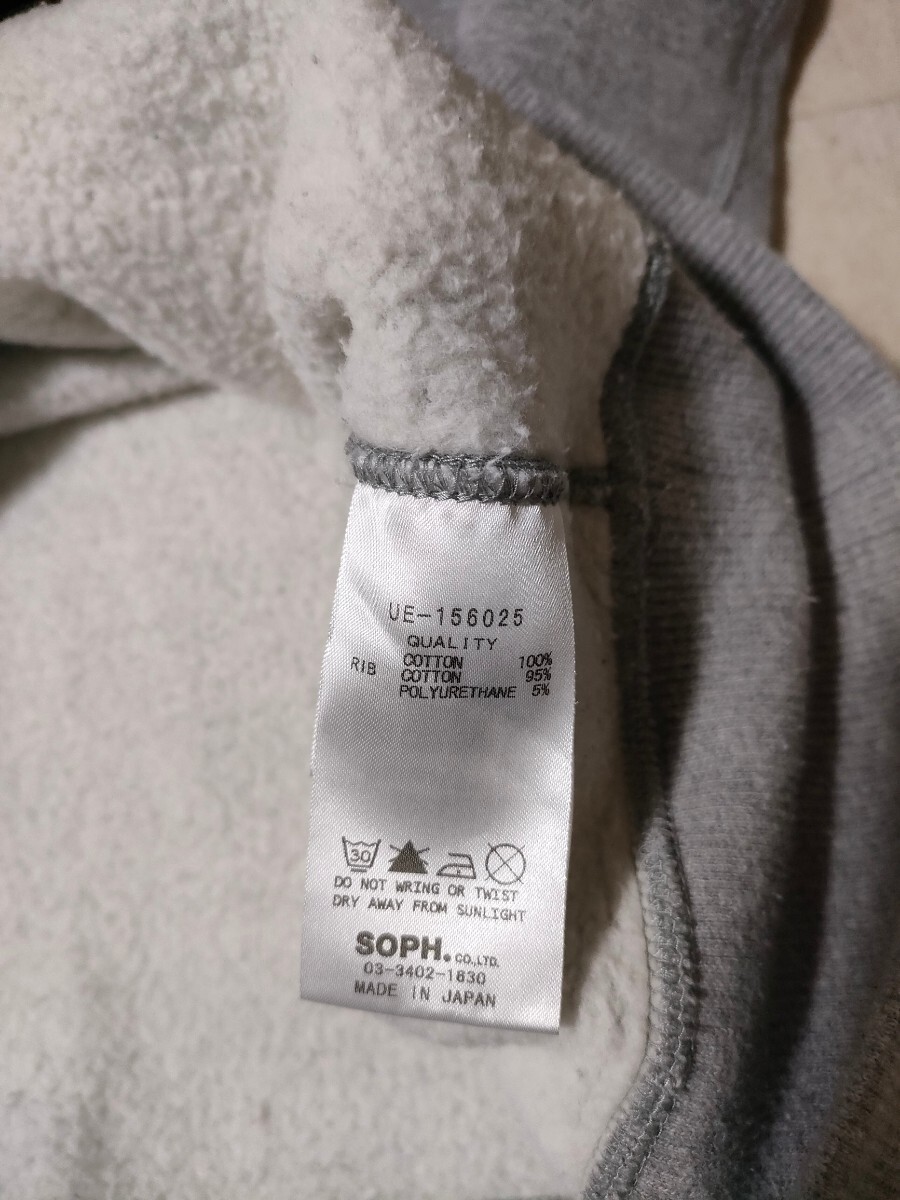 UE-156025
QUALITY
COTTON 100%
RIB COTTON 95%
POLYURETHANE 5%
30
DO NOT WRING OR TWIST
DRY AWAY FROM SUNLIGHT
SOPH. CO.,LTD.
03-3402-1830
MADE IN JAPAN